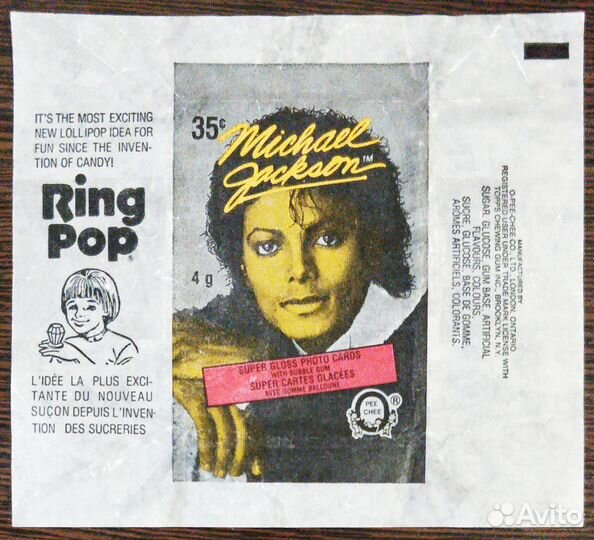 IT'S THE MOST EXCITING
NEW LOLLIPOP IDEA FOR
FUN SINCE THE INVEN-
TION OF CANDY!
Ring
Pop®
L'IDÉE LA PLUS EXCI-
TANTE DU NOUVEAU
SUÇON DEPUIS L'INVEN-
TION DES SUCRERIES
35¢
Michael
Jackson™
4 g
SUPER GLOSS PHOTO CARDS
WITH BUBBLE GUM
SUPER CARTES GLACÉES
AVEC GOMME BALLOUNE
PEE
CHEE
®
MANUFACTURED BY
O-PEE-CHEE CO., LTD. LONDON, ONTARIO
REGISTERED USER UNDER TRADE MARK LICENSE WITH
TOPPS CHEWING GUM INC., BROOKLYN, N.Y.
SUGAR, GLUCOSE, GUM BASE, ARTIFICIAL
FLAVOURS, COLOURS.
SUCRE, GLUCOSE, BASE DE GOMME,
ARÔMES ARTIFICIELS, COLORANTS.
Avito